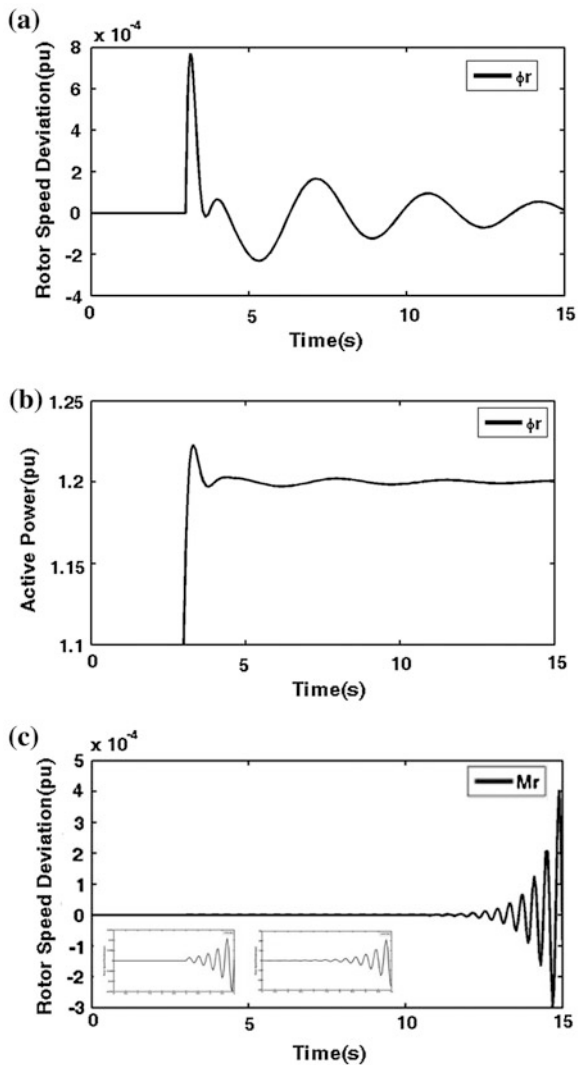 (a)
x 10⁻⁴
8
6
4
2
0
-2
-4
Rotor Speed Deviation(pu)
ϕr
0 5 10 15
Time(s)
(b)
1.25
1.2
1.15
1.1
Active Power(pu)
ϕr
0 5 10 15
Time(s)
(c)
x 10⁻⁴
5
4
3
2
1
0
-1
-2
-3
Rotor Speed Deviation(pu)
Mr
0 5 10 15
Time(s)